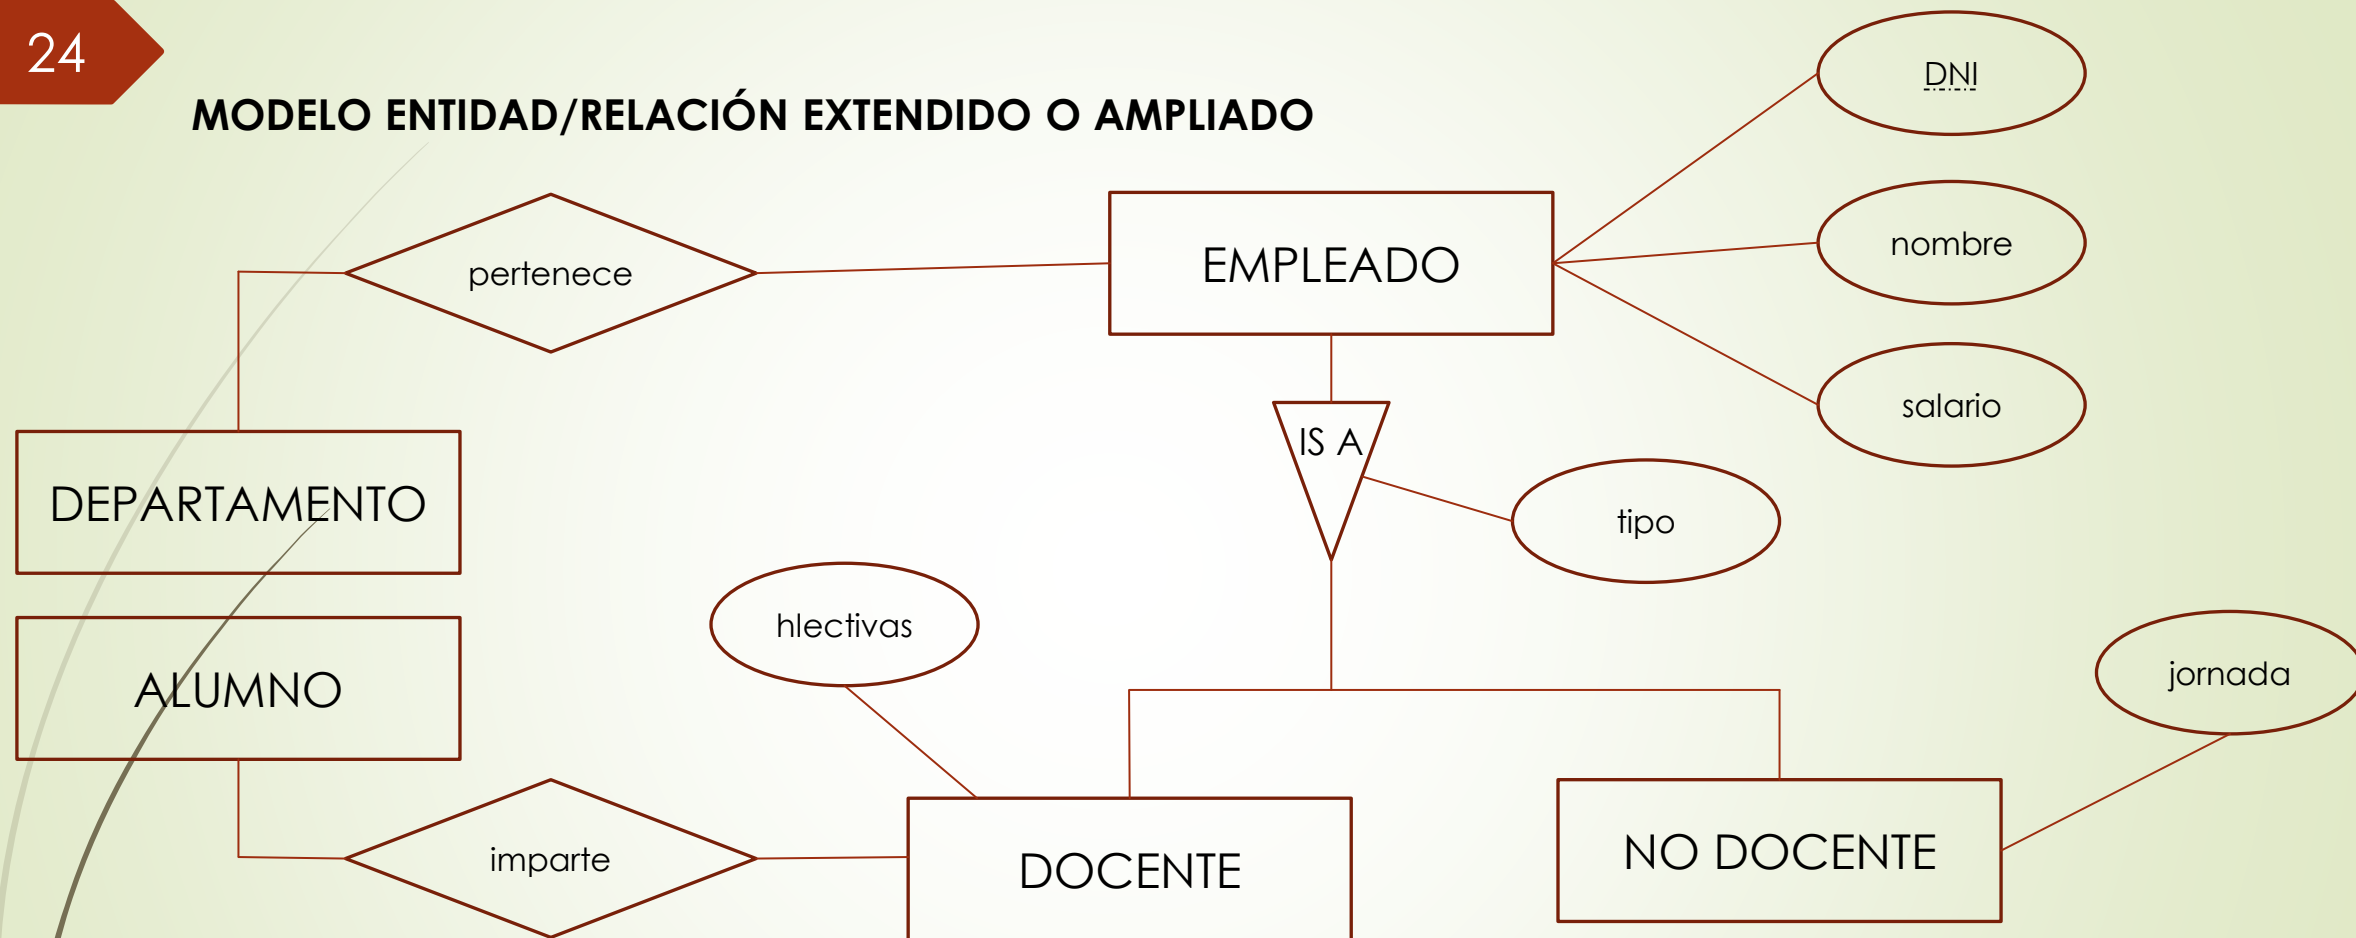 24
MODELO ENTIDAD/RELACIÓN EXTENDIDO O AMPLIADO
DNI
pertenece
EMPLEADO
nombre
salario
IS A
DEPARTAMENTO
tipo
hlectivas
ALUMNO
jornada
imparte
DOCENTE
NO DOCENTE